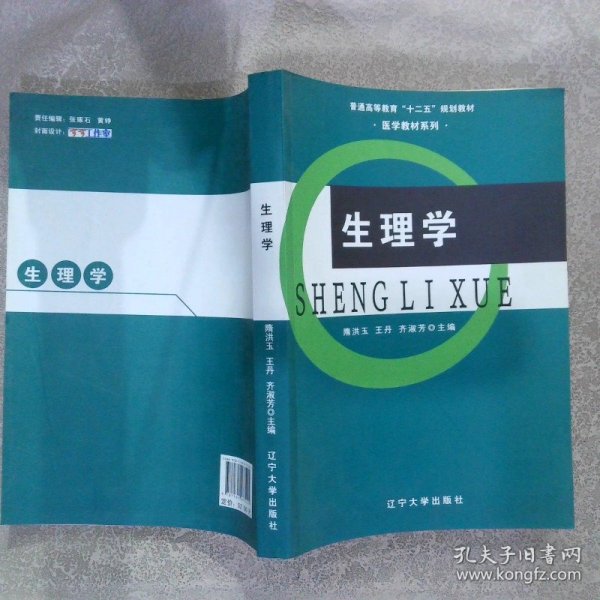 责任编辑：张琢石 黄铮
封面设计：
生理学
生理学
隋洪玉 王丹 齐淑芳◎主编
辽宁大学出版社
定价：
普通高等教育“十二五”规划教材
·医学教材系列·
生理学
SHENG LI XUE
隋洪玉 王丹 齐淑芳◎主编
辽宁大学出版社
孔夫子旧书网
www.kongfz.com